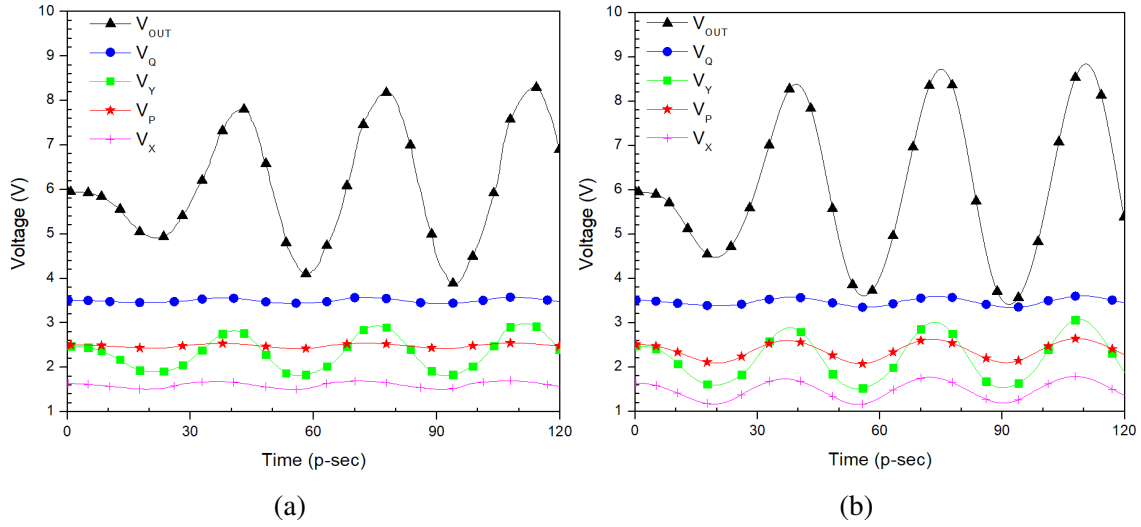 10
9
8
7
6
5
4
3
2
1
Voltage (V)
V_OUT
V_Q
V_Y
V_P
V_X
0 30 60 90 120
Time (p-sec)
(a)
10
9
8
7
6
5
4
3
2
1
Voltage (V)
V_OUT
V_Q
V_Y
V_P
V_X
0 30 60 90 120
Time (p-sec)
(b)